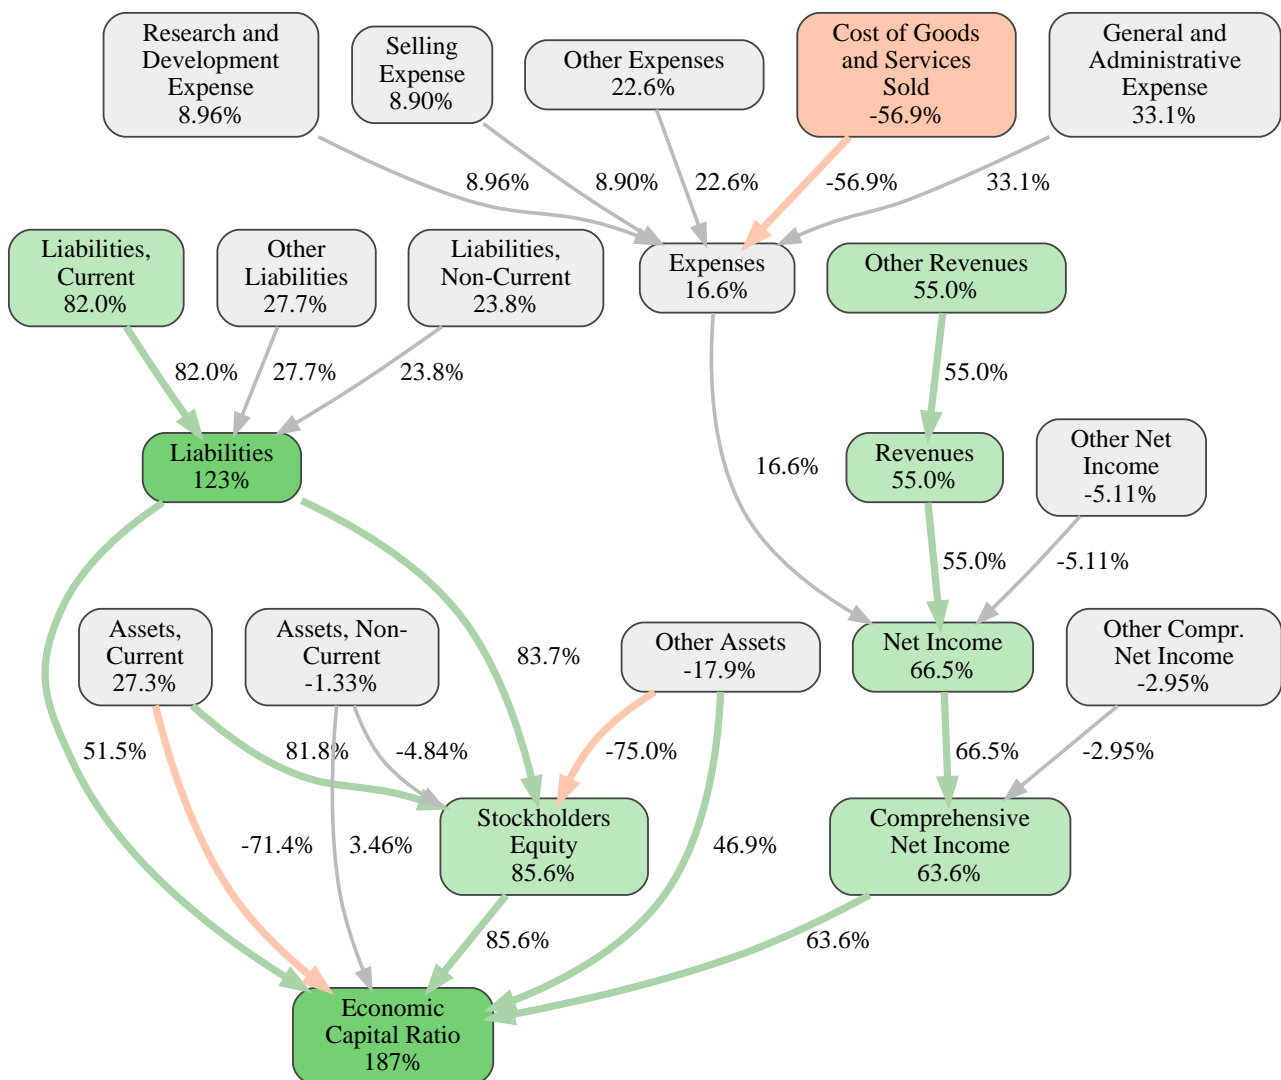 Research and
Development
Expense
8.96%
Selling
Expense
8.90%
Other Expenses
22.6%
Cost of Goods
and Services
Sold
-56.9%
General and
Administrative
Expense
33.1%
8.96%
8.90%
22.6%
-56.9%
33.1%
Liabilities,
Current
82.0%
Other
Liabilities
27.7%
Liabilities,
Non-Current
23.8%
Expenses
16.6%
Other Revenues
55.0%
82.0%
27.7%
23.8%
55.0%
Liabilities
123%
16.6%
Revenues
55.0%
Other Net
Income
-5.11%
55.0%
-5.11%
Assets,
Current
27.3%
Assets, Non-
Current
-1.33%
83.7%
Other Assets
-17.9%
Net Income
66.5%
Other Compr.
Net Income
-2.95%
51.5%
81.8%
-4.84%
-75.0%
66.5%
-2.95%
-71.4%
3.46%
Stockholders
Equity
85.6%
46.9%
Comprehensive
Net Income
63.6%
85.6%
63.6%
Economic
Capital Ratio
187%